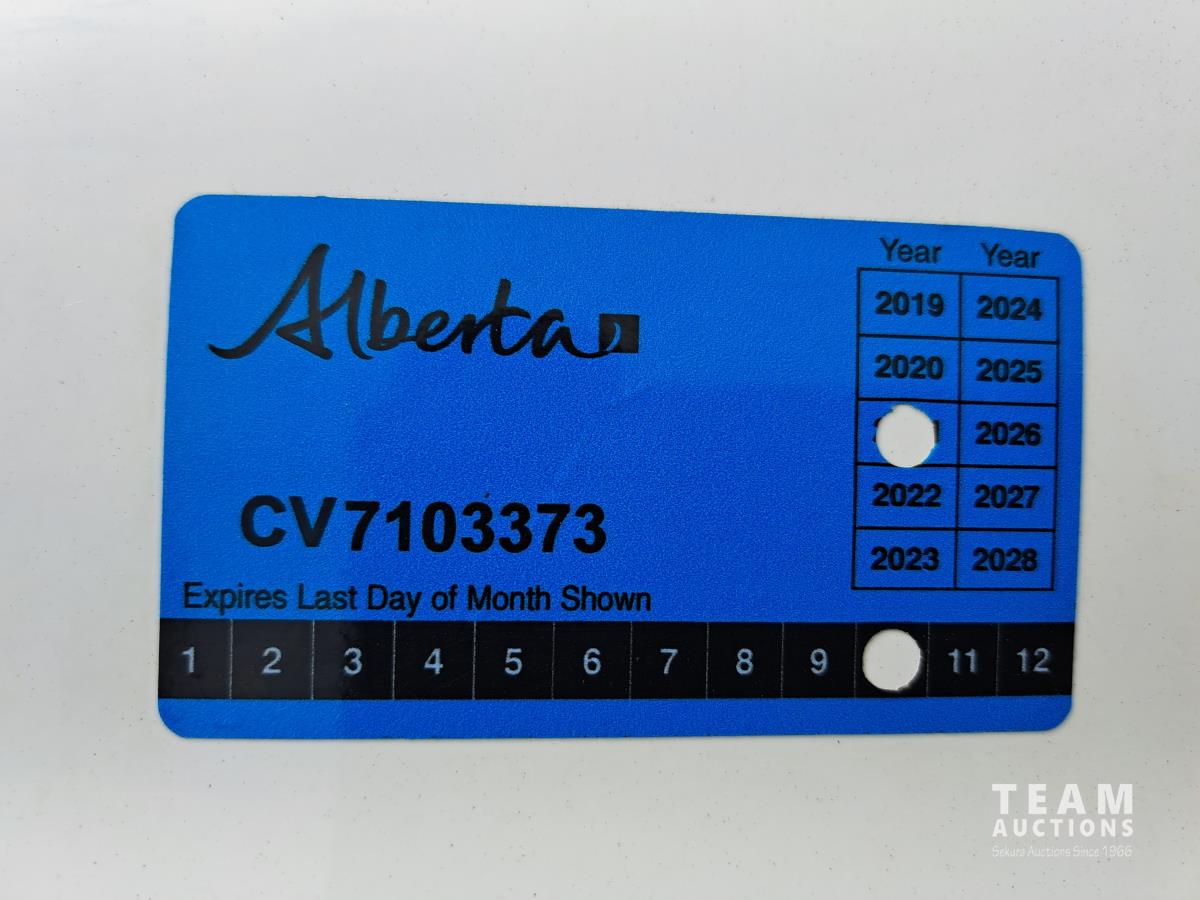 Alberta
Year Year
2019 2024
2020 2025
2026
2022 2027
2023 2028
CV7103373
Expires Last Day of Month Shown
1 2 3 4 5 6 7 8 9 11 12
TEAM
AUCTIONS
Sekura Auctions Since 1966